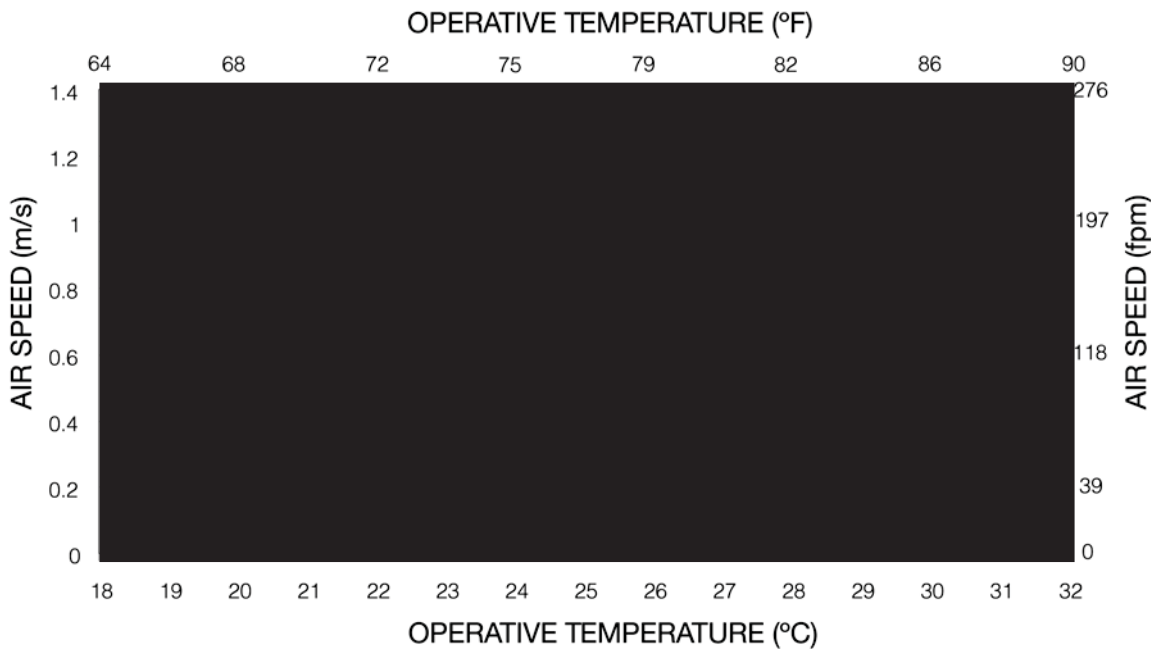 OPERATIVE TEMPERATURE (ºF)
64 68 72 75 79 82 86 90
1.4 276
1.2
1 197
0.8
0.6 118
0.4
0.2 39
0 0
AIR SPEED (m/s)
AIR SPEED (fpm)
18 19 20 21 22 23 24 25 26 27 28 29 30 31 32
OPERATIVE TEMPERATURE (ºC)